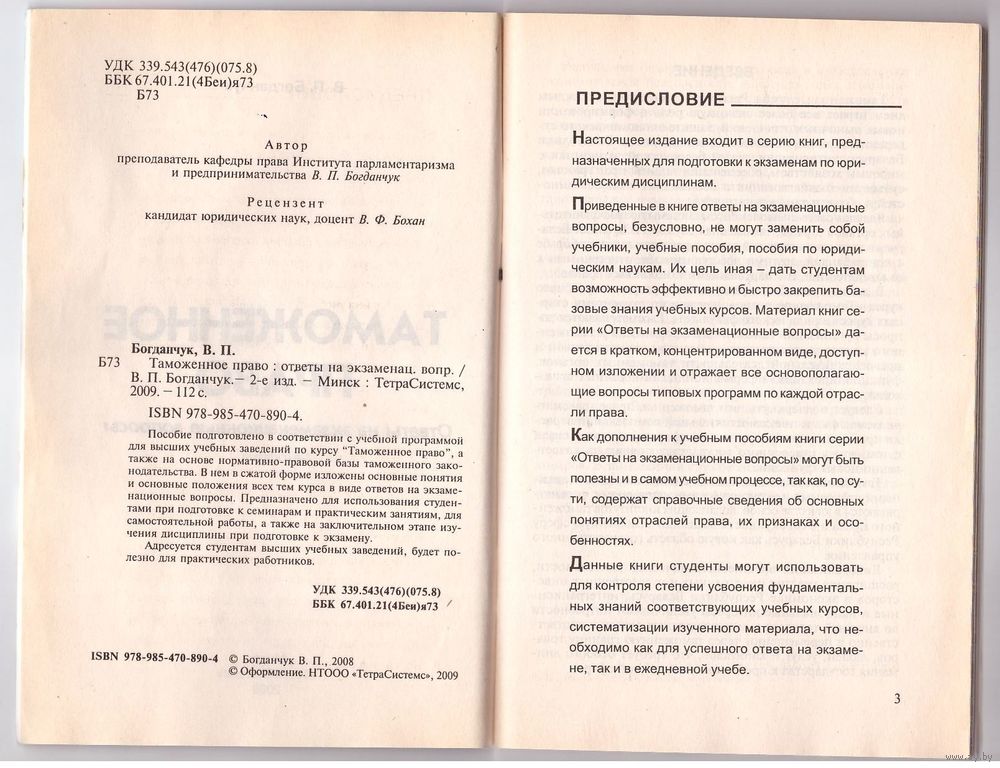 УДК 339.543(476)(075.8)
ББК 67.401.21(4Беи)я73
Б73
Автор
преподаватель кафедры права Института парламентаризма
и предпринимательства В. П. Богданчук
Рецензент
кандидат юридических наук, доцент В. Ф. Бохан
Богданчук, В. П.
Б73 Таможенное право : ответы на экзаменац. вопр. /
В. П. Богданчук.– 2-е изд. – Минск : ТетраСистемс,
2009. – 112 с.
ISBN 978-985-470-890-4.
Пособие подготовлено в соответствии с учебной программой
для высших учебных заведений по курсу "Таможенное право", а
также на основе нормативно-правовой базы таможенного зако-
нодательства. В нем в сжатой форме изложены основные понятия
и основные положения всех тем курса в виде ответов на экзаме-
национные вопросы. Предназначено для использования студен-
тами при подготовке к семинарам и практическим занятиям, для
самостоятельной работы, а также на заключительном этапе изу-
чения дисциплины при подготовке к экзамену.
Адресуется студентам высших учебных заведений, будет по-
лезно для практических работников.
УДК 339.543(476)(075.8)
ББК 67.401.21(4Беи)я73
ISBN 978-985-470-890-4 © Богданчук В. П., 2008
© Оформление. НТООО «ТетраСистемс», 2009
ПРЕДИСЛОВИЕ
Настоящее издание входит в серию книг, пред-
назначенных для подготовки к экзаменам по юри-
дическим дисциплинам.
Приведенные в книге ответы на экзаменационные
вопросы, безусловно, не могут заменить собой
учебники, учебные пособия, пособия по юриди-
ческим наукам. Их цель иная – дать студентам
возможность эффективно и быстро закрепить ба-
зовые знания учебных курсов. Материал книг се-
рии «Ответы на экзаменационные вопросы» да-
ется в кратком, концентрированном виде, доступ-
ном изложении и отражает все основополагаю-
щие вопросы типовых программ по каждой отрас-
ли права.
Как дополнения к учебным пособиям книги серии
«Ответы на экзаменационные вопросы» могут быть
полезны и в самом учебном процессе, так как, по су-
ти, содержат справочные сведения об основных
понятиях отраслей права, их признаках и осо-
бенностях.
Данные книги студенты могут использовать
для контроля степени усвоения фундаменталь-
ных знаний соответствующих учебных курсов,
систематизации изученного материала, что не-
обходимо как для успешного ответа на экзаме-
не, так и в ежедневной учебе.
3